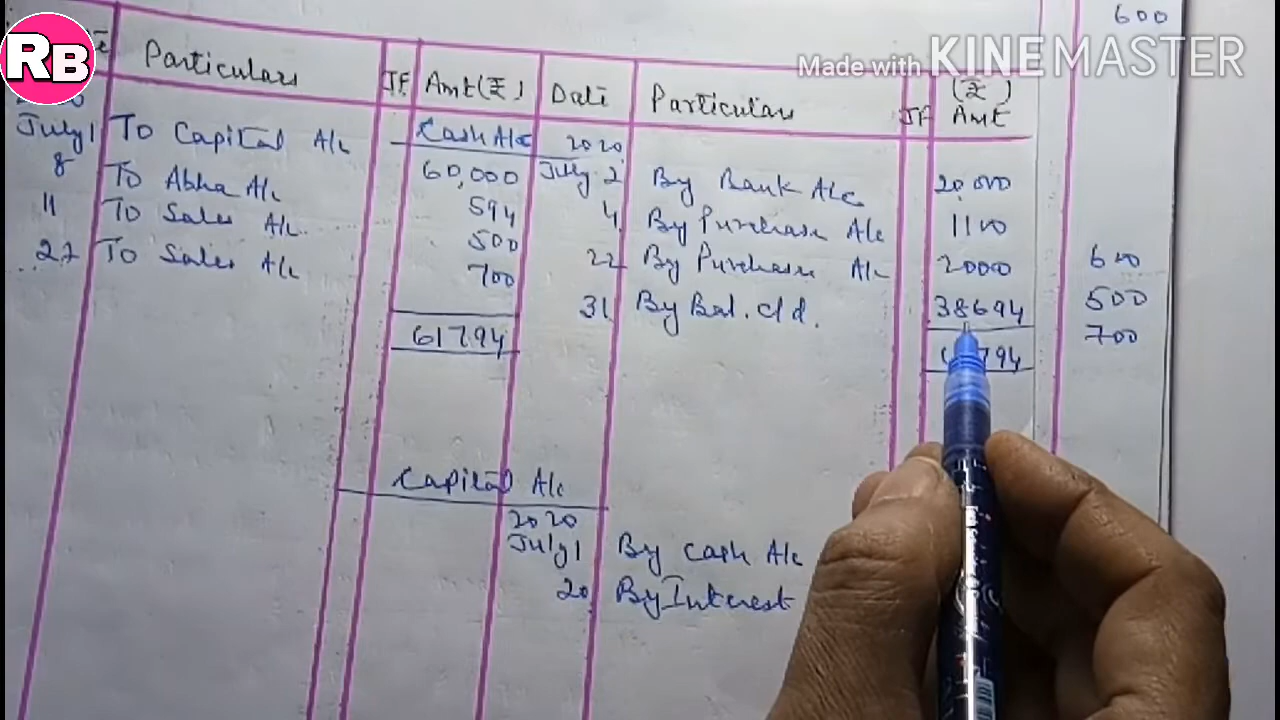 600
RB
Made with KINEMASTER
Particulars J.F. Amt(₹) Date Particulars JF (₹) Amt
Cash A/c
July 1 To Capital A/c 60,000
8 To Abha A/c 594
11 To Sales A/c. 500
27 To Sales A/c 700
61794
2020
July 2 By Bank A/c 20,000
4 By Purchase A/c 1100
22 By Purchase A/c 2000
31 By Bal. c/d. 38694
600
500
700
Capital A/c
2020
July 1 By Cash A/c
20 By Interest